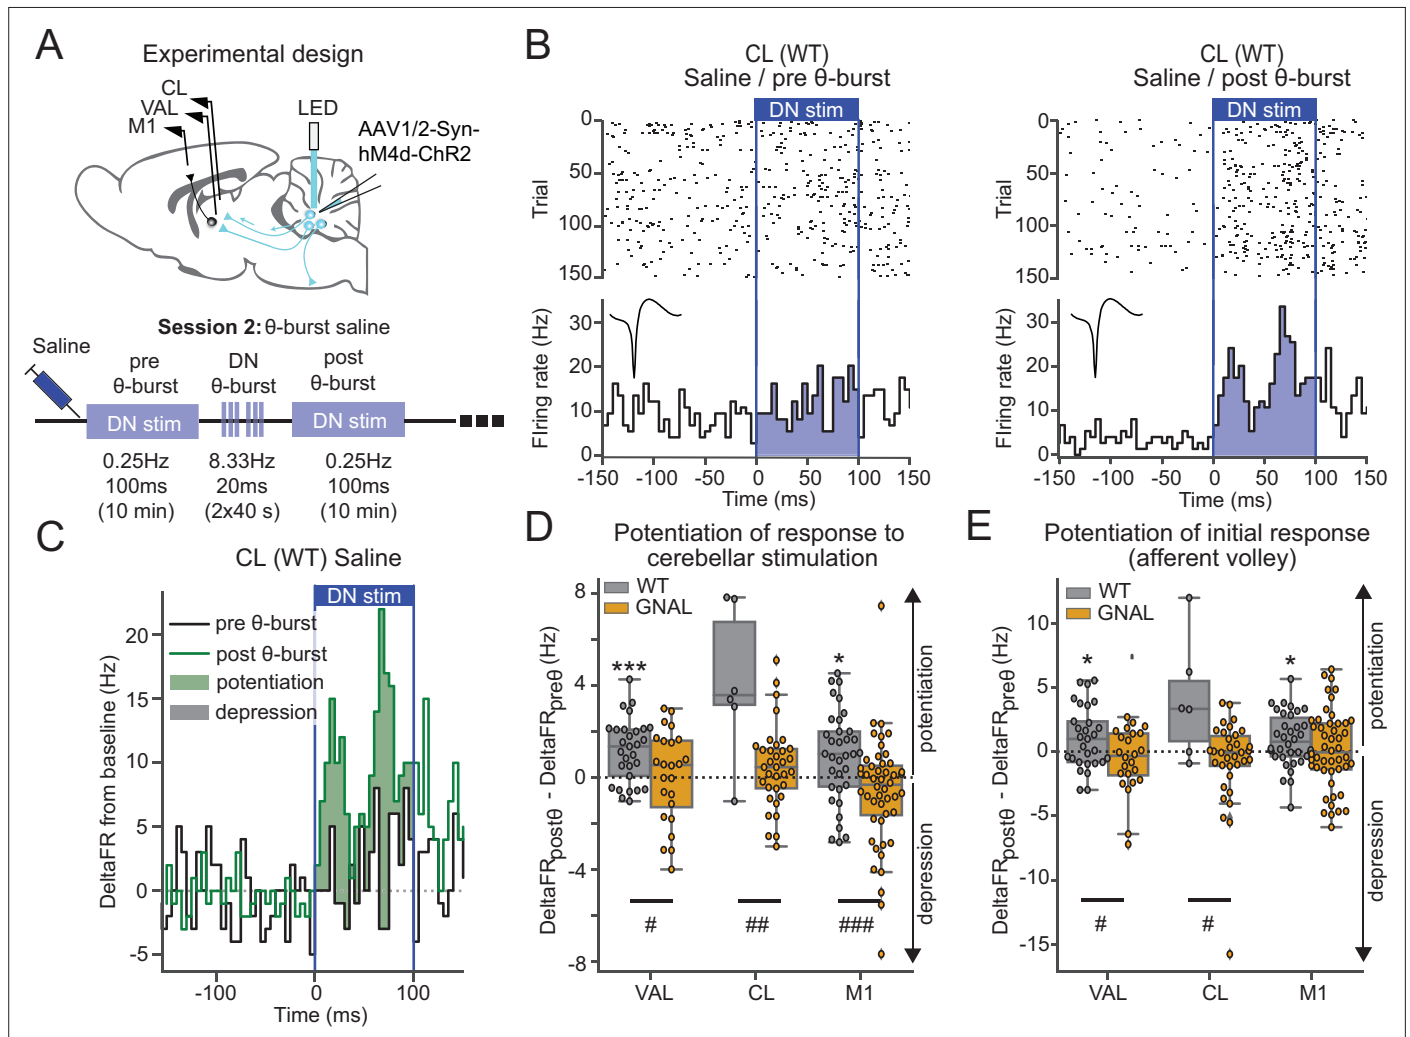 A
Experimental design
CL
VAL
M1
LED
AAV1/2-Syn-
hM4d-ChR2
Session 2: θ-burst saline
Saline
pre
θ-burst
DN
θ-burst
post
θ-burst
DN stim
DN stim
0.25Hz
100ms
(10 min)
8.33Hz
20ms
(2x40 s)
0.25Hz
100ms
(10 min)
B
CL (WT)
Saline / pre θ-burst
DN stim
Trial
0
50
100
150
FIring rate (Hz)
30
20
10
0
-150
-100
-50
0
50
100
150
Time (ms)
CL (WT)
Saline / post θ-burst
DN stim
Trial
0
50
100
150
FIring rate (Hz)
30
20
10
0
-150
-100
-50
0
50
100
150
Time (ms)
C
CL (WT) Saline
DN stim
pre θ-burst
post θ-burst
potentiation
depression
DeltaFR from baseline (Hz)
20
15
10
5
0
-5
-100
0
100
Time (ms)
D
Potentiation of response to
cerebellar stimulation
WT
GNAL
DeltaFRpostθ - DeltaFRpreθ (Hz)
8
4
0
-4
-8
***
*
#
##
###
potentiation
depression
VAL
CL
M1
E
Potentiation of initial response
(afferent volley)
WT
GNAL
DeltaFRpostθ - DeltaFRpreθ (Hz)
10
5
0
-5
-10
-15
*
*
#
#
potentiation
depression
VAL
CL
M1